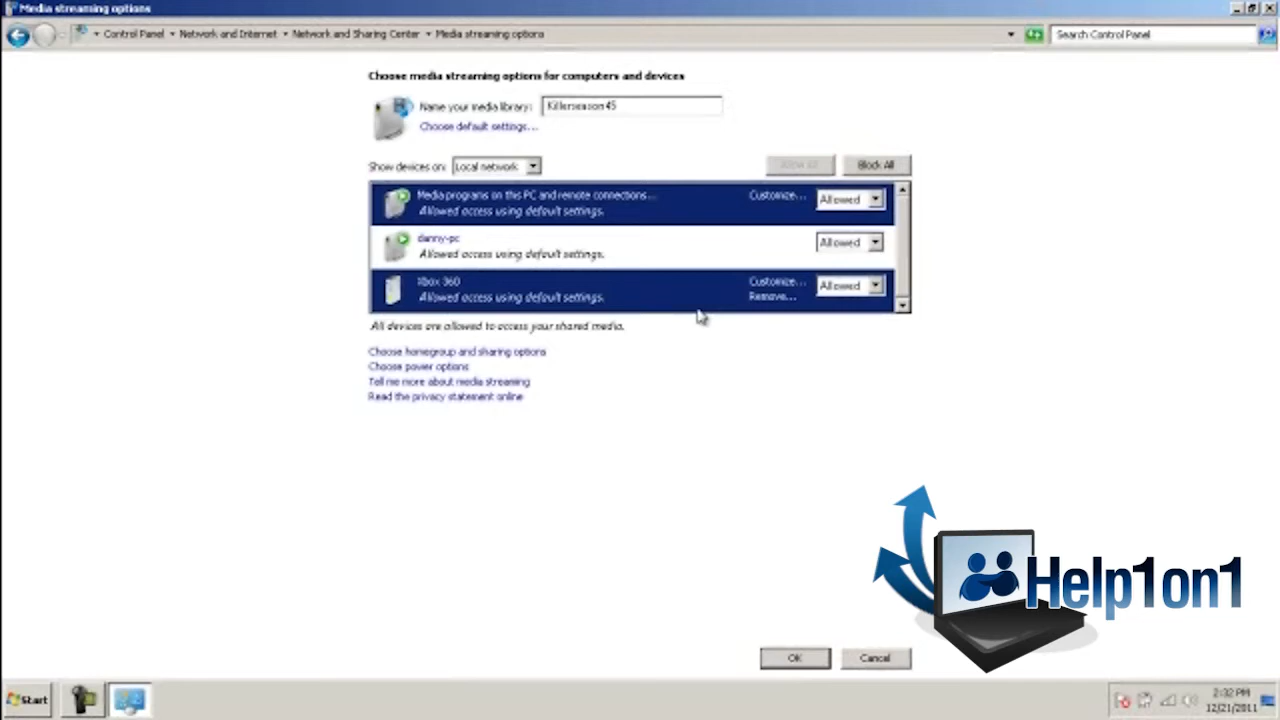 Media streaming options
Control Panel Network and Internet Network and Sharing Center Media streaming options
Search Control Panel
Choose media streaming options for computers and devices
Name your media library: Killerseason45
Choose default settings...
Show devices on: Local network
Allow All
Block All
Media programs on this PC and remote connections...
Customize...
Allowed
Allowed access using default settings.
danny-pc
Allowed
Allowed access using default settings.
Xbox 360
Customize...
Allowed
Allowed access using default settings.
Remove...
All devices are allowed to access your shared media.
Choose homegroup and sharing options
Choose power options
Tell me more about media streaming
Read the privacy statement online
Help1on1
OK
Cancel
Start
2:32 PM
12/21/2011